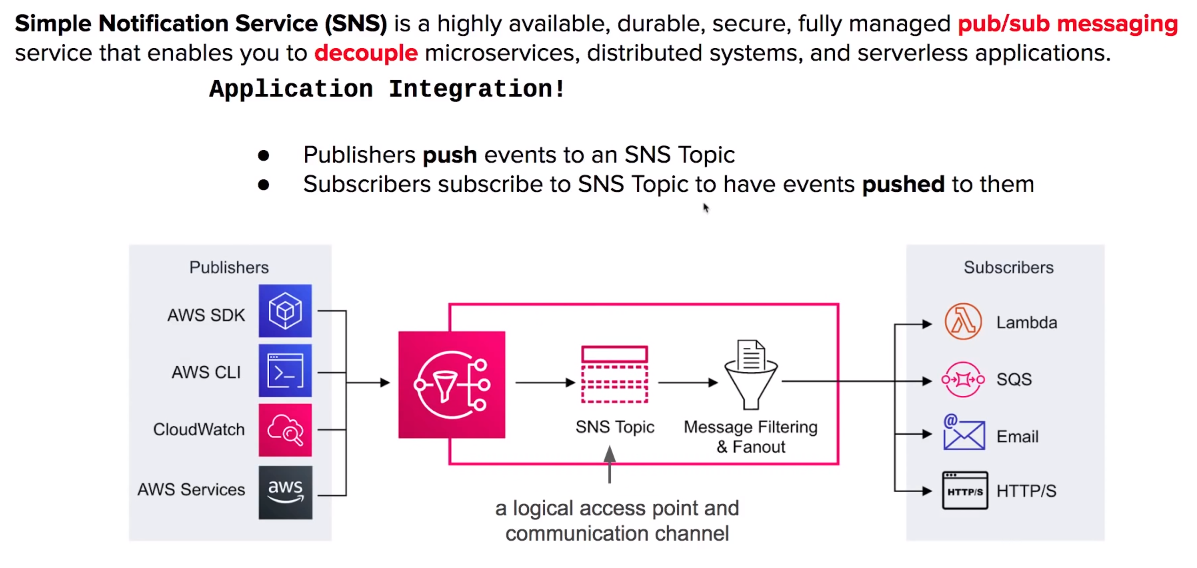 Simple Notification Service (SNS) is a highly available, durable, secure, fully managed pub/sub messaging
service that enables you to decouple microservices, distributed systems, and serverless applications.
Application Integration!
● Publishers push events to an SNS Topic
● Subscribers subscribe to SNS Topic to have events pushed to them
Publishers
AWS SDK
AWS CLI
CloudWatch
AWS Services
aws
SNS Topic
Message Filtering
& Fanout
a logical access point and
communication channel
Subscribers
Lambda
SQS
@
Email
HTTP/S
HTTP/S